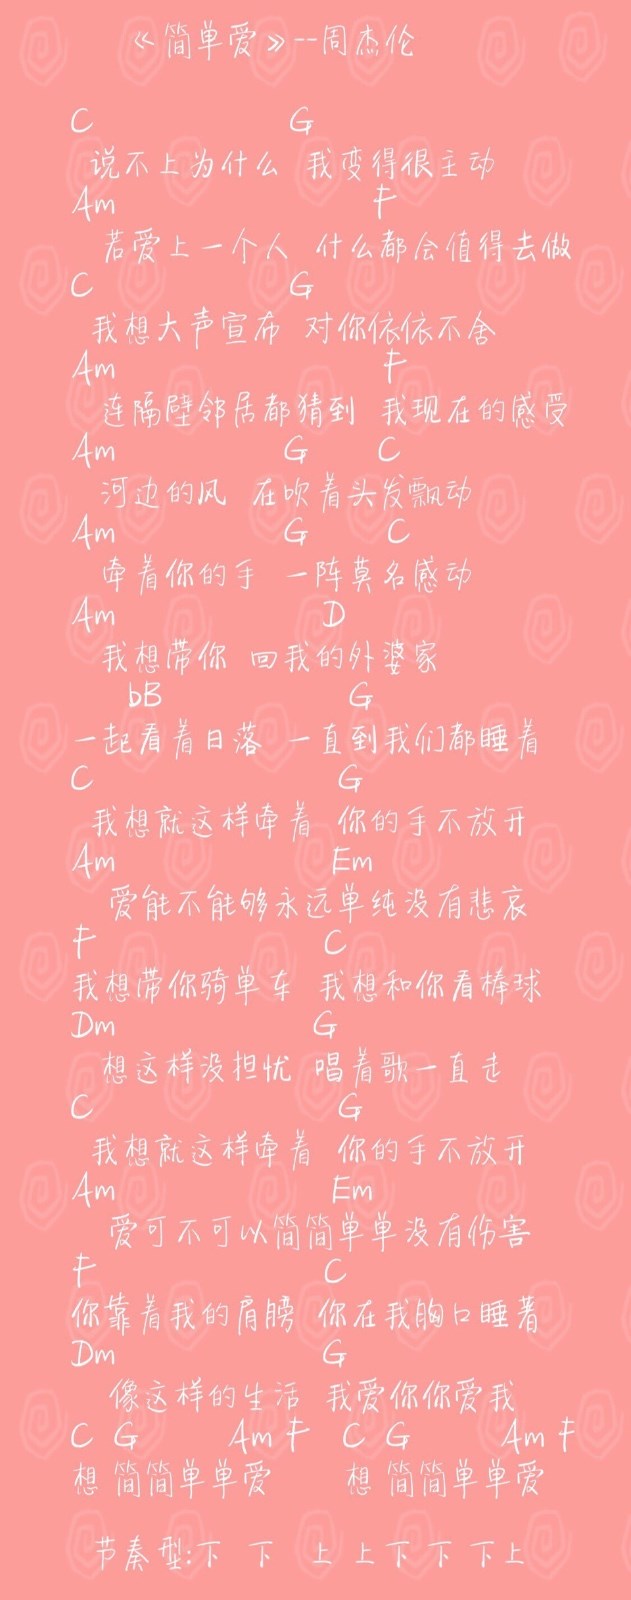 《简单爱》--周杰伦
C G
说不上为什么 我变得很主动
Am F
若爱上一个人 什么都会值得去做
C G
我想大声宣布 对你依依不舍
Am F
连隔壁邻居都猜到 我现在的感受
Am G C
河边的风 在吹着头发飘动
Am G C
牵着你的手 一阵莫名感动
Am D
我想带你 回我的外婆家
bB G
一起看着日落 一直到我们都睡着
C G
我想就这样牵着 你的手不放开
Am Em
爱能不能够永远单纯没有悲哀
F C
我想带你骑单车 我想和你看棒球
Dm G
想这样没担忧 唱着歌一直走
C G
我想就这样牵着 你的手不放开
Am Em
爱可不可以简简单单没有伤害
F C
你靠着我的肩膀 你在我胸口睡著
Dm G
像这样的生活 我爱你你爱我
C G Am F C G Am F
想 简简单单爱 想 简简单单爱
节奏型:下 下 上 上下 下 下上